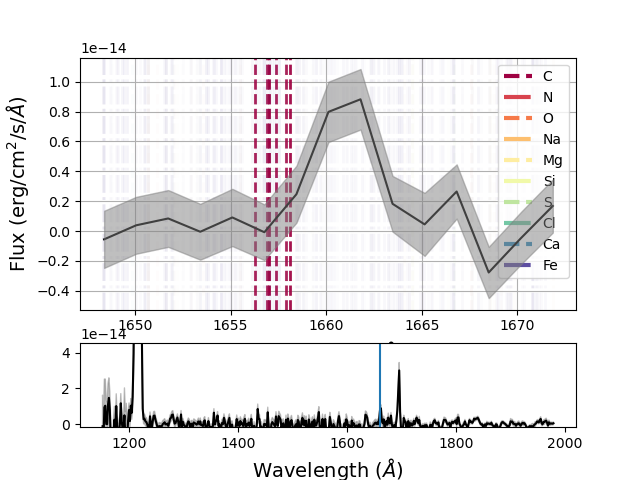 1e−14
Flux (erg/cm²/s/Å)
1.0
0.8
0.6
0.4
0.2
0.0
−0.2
−0.4
C
N
O
Na
Mg
Si
S
Cl
Ca
Fe
1650 1655 1660 1665 1670
1e−14
4
2
0
1200 1400 1600 1800 2000
Wavelength (Å)